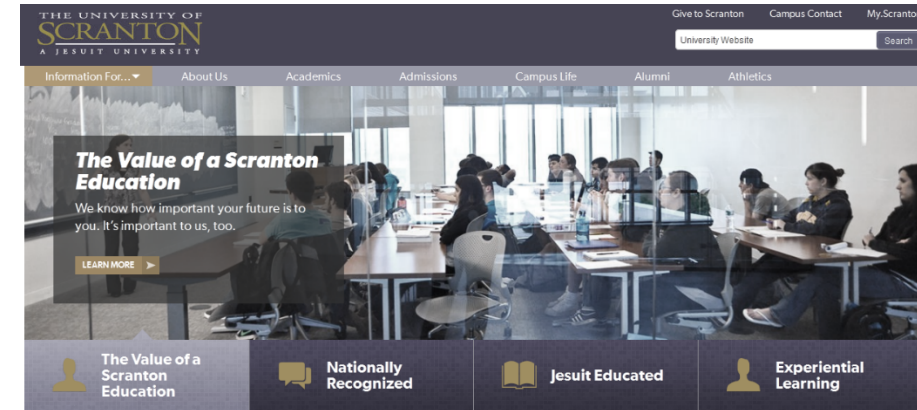 THE UNIVERSITY OF
SCRANTON
A JESUIT UNIVERSITY
Give to Scranton Campus Contact My.Scranto
University Website Search
Information For... About Us Academics Admissions Campus Life Alumni Athletics
The Value of a Scranton
Education
We know how important your future is to
you. It's important to us, too.
LEARN MORE
The Value of a
Scranton
Education
Nationally
Recognized
Jesuit Educated
Experiential
Learning